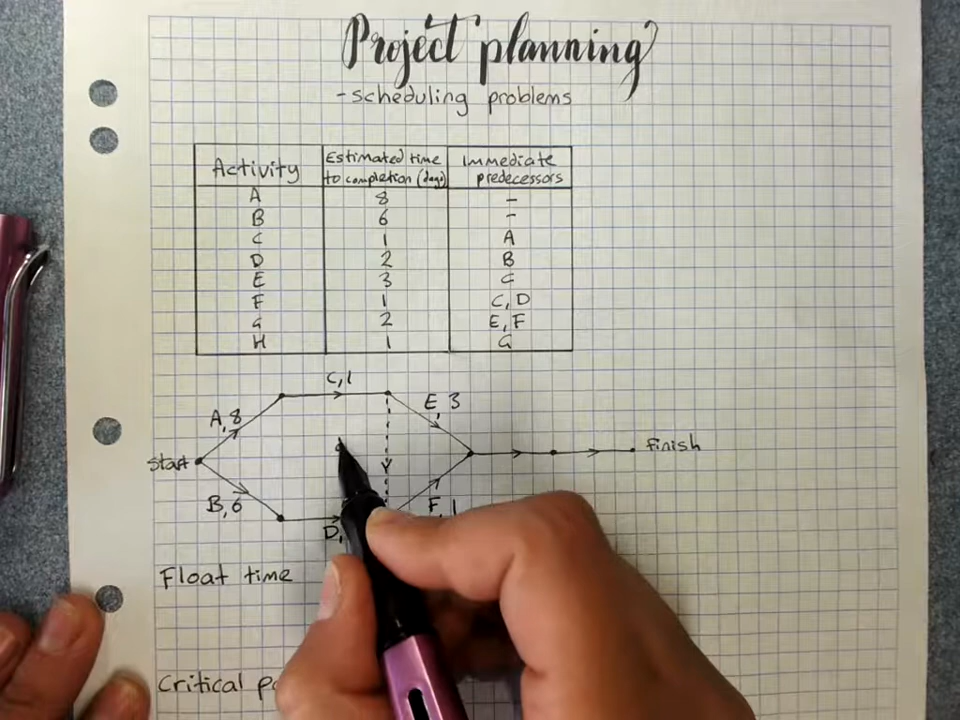 Project planning
- scheduling problems
Activity | Estimated time to completion (days) | Immediate predecessors
A | 8 | -
B | 6 | -
C | 1 | A
D | 2 | B
E | 3 | C
F | 1 | C, D
G | 2 | E, F
H | 1 | G
C, 1
A, 8
E, 3
Start
Finish
B, 6
F, 1
D,
Float time
Critical